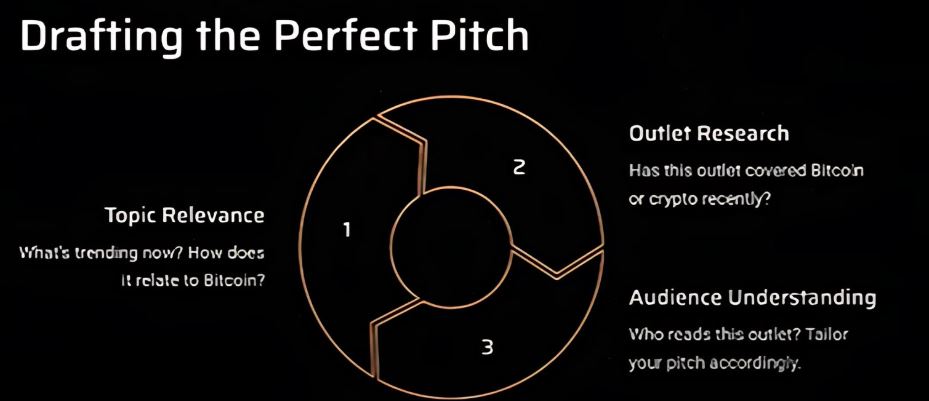 Drafting the Perfect Pitch
1
Topic Relevance
What's trending now? How does
it relate to Bitcoin?
2
Outlet Research
Has this outlet covered Bitcoin
or crypto recently?
3
Audience Understanding
Who reads this outlet? Tailor
your pitch accordingly.